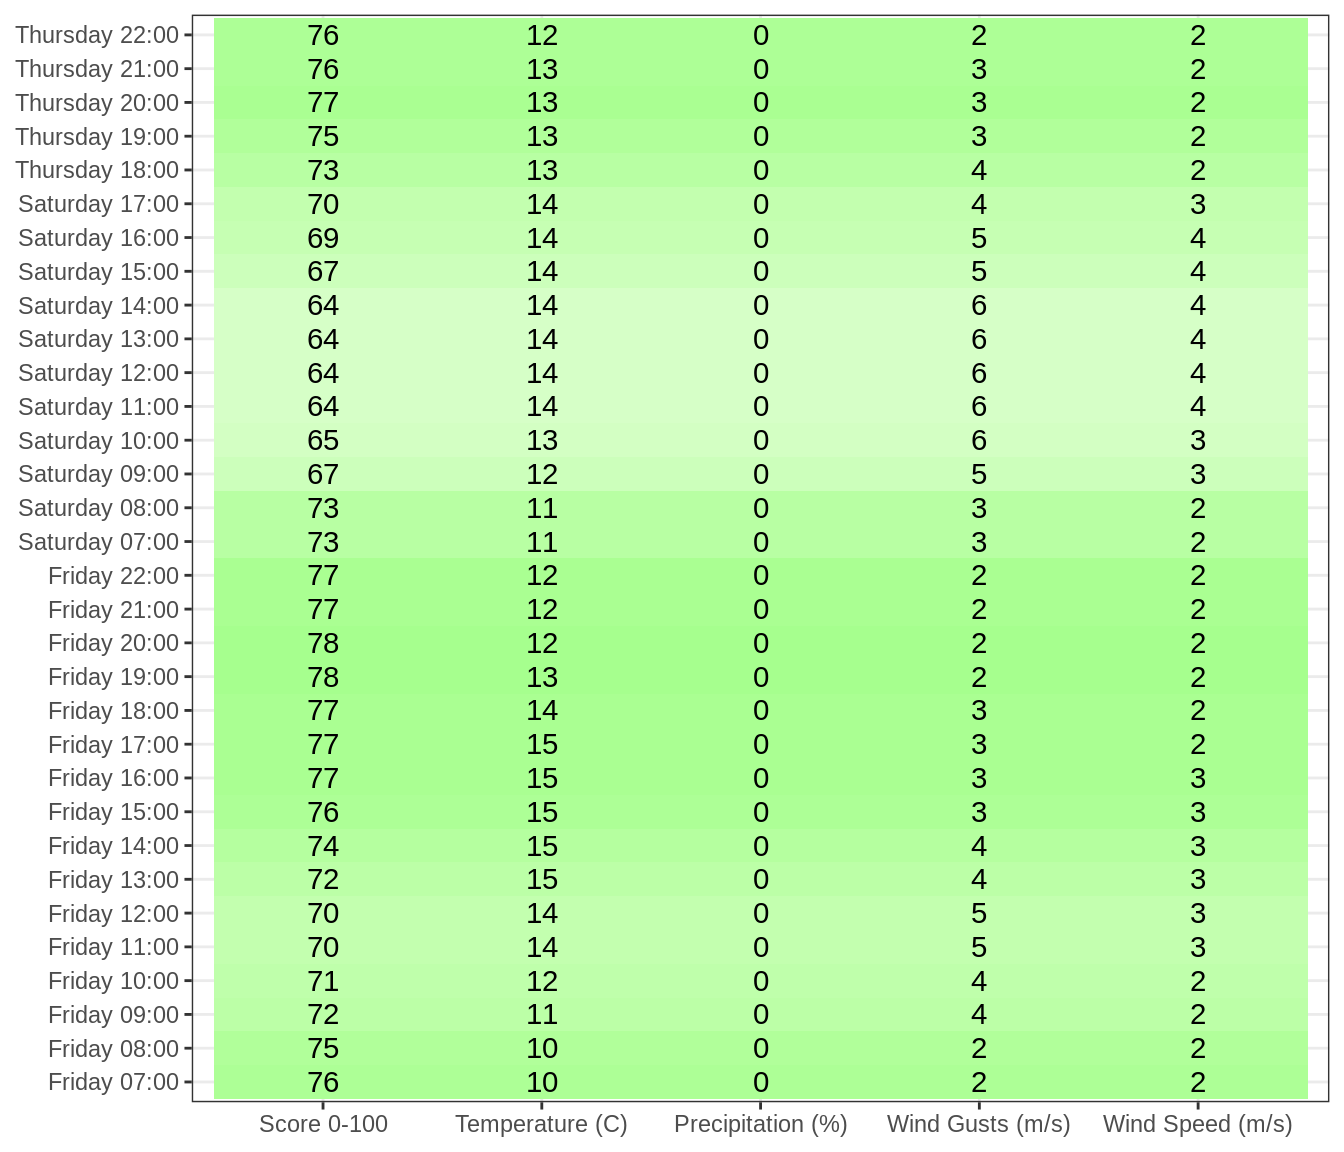 Thursday 22:00 76 12 0 2 2
Thursday 21:00 76 13 0 3 2
Thursday 20:00 77 13 0 3 2
Thursday 19:00 75 13 0 3 2
Thursday 18:00 73 13 0 4 2
Saturday 17:00 70 14 0 4 3
Saturday 16:00 69 14 0 5 4
Saturday 15:00 67 14 0 5 4
Saturday 14:00 64 14 0 6 4
Saturday 13:00 64 14 0 6 4
Saturday 12:00 64 14 0 6 4
Saturday 11:00 64 14 0 6 4
Saturday 10:00 65 13 0 6 3
Saturday 09:00 67 12 0 5 3
Saturday 08:00 73 11 0 3 2
Saturday 07:00 73 11 0 3 2
Friday 22:00 77 12 0 2 2
Friday 21:00 77 12 0 2 2
Friday 20:00 78 12 0 2 2
Friday 19:00 78 13 0 2 2
Friday 18:00 77 14 0 3 2
Friday 17:00 77 15 0 3 2
Friday 16:00 77 15 0 3 3
Friday 15:00 76 15 0 3 3
Friday 14:00 74 15 0 4 3
Friday 13:00 72 15 0 4 3
Friday 12:00 70 14 0 5 3
Friday 11:00 70 14 0 5 3
Friday 10:00 71 12 0 4 2
Friday 09:00 72 11 0 4 2
Friday 08:00 75 10 0 2 2
Friday 07:00 76 10 0 2 2
Score 0-100 Temperature (C) Precipitation (%) Wind Gusts (m/s) Wind Speed (m/s)